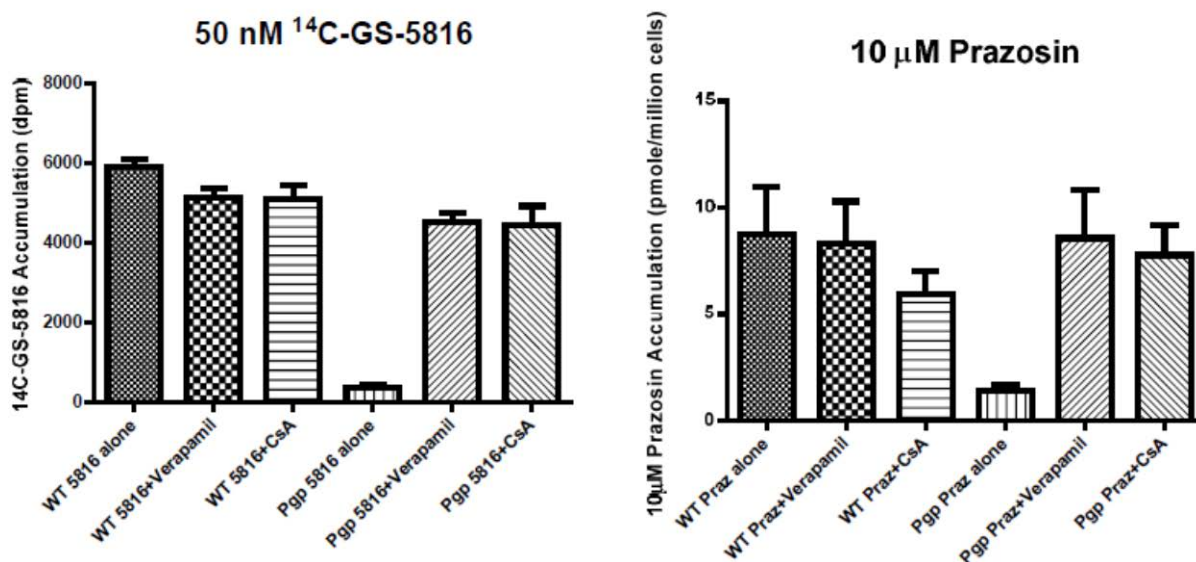 50 nM ¹⁴C-GS-5816
14C-GS-5816 Accumulation (dpm)
8000
6000
4000
2000
0
WT 5816 alone
WT 5816+Verapamil
WT 5816+CsA
Pgp 5816 alone
Pgp 5816+Verapamil
Pgp 5816+CsA
10 μM Prazosin
10μM Prazosin Accumulation (pmole/million cells)
15
10
5
0
WT Praz alone
WT Praz+Verapamil
WT Praz+CsA
Pgp Praz alone
Pgp Praz+Verapamil
Pgp Praz+CsA